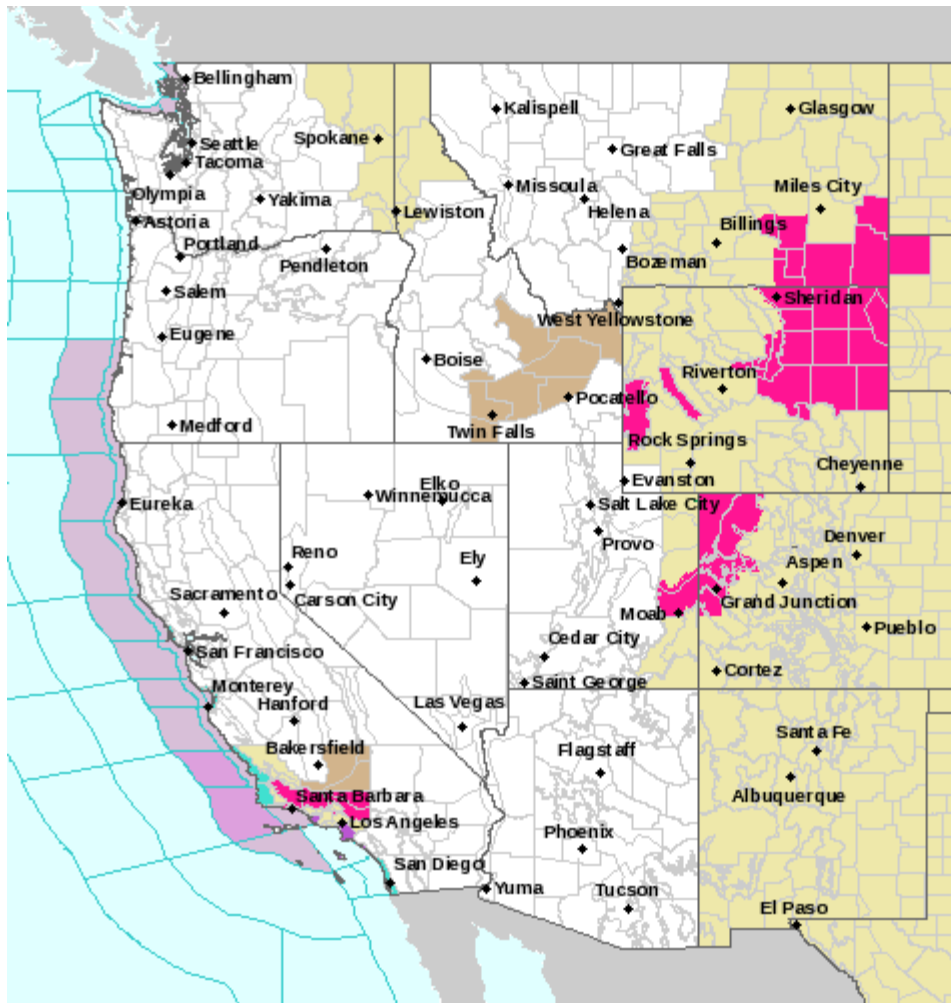 Bellingham
Kalispell
Glasgow
Spokane
Seattle
Great Falls
Tacoma
Missoula
Miles City
Olympia
Yakima
Lewiston
Helena
Astoria
Billings
Portland
Pendleton
Bozeman
Salem
Sheridan
West Yellowstone
Eugene
Boise
Riverton
Pocatello
Medford
Twin Falls
Rock Springs
Evanston
Cheyenne
Elko
Winnemucca
Eureka
Salt Lake City
Provo
Denver
Reno
Ely
Aspen
Carson City
Sacramento
Grand Junction
Moab
Pueblo
Cedar City
San Francisco
Cortez
Saint George
Monterey
Hanford
Las Vegas
Bakersfield
Flagstaff
Santa Fe
Albuquerque
Santa Barbara
Los Angeles
Phoenix
San Diego
Yuma
Tucson
El Paso